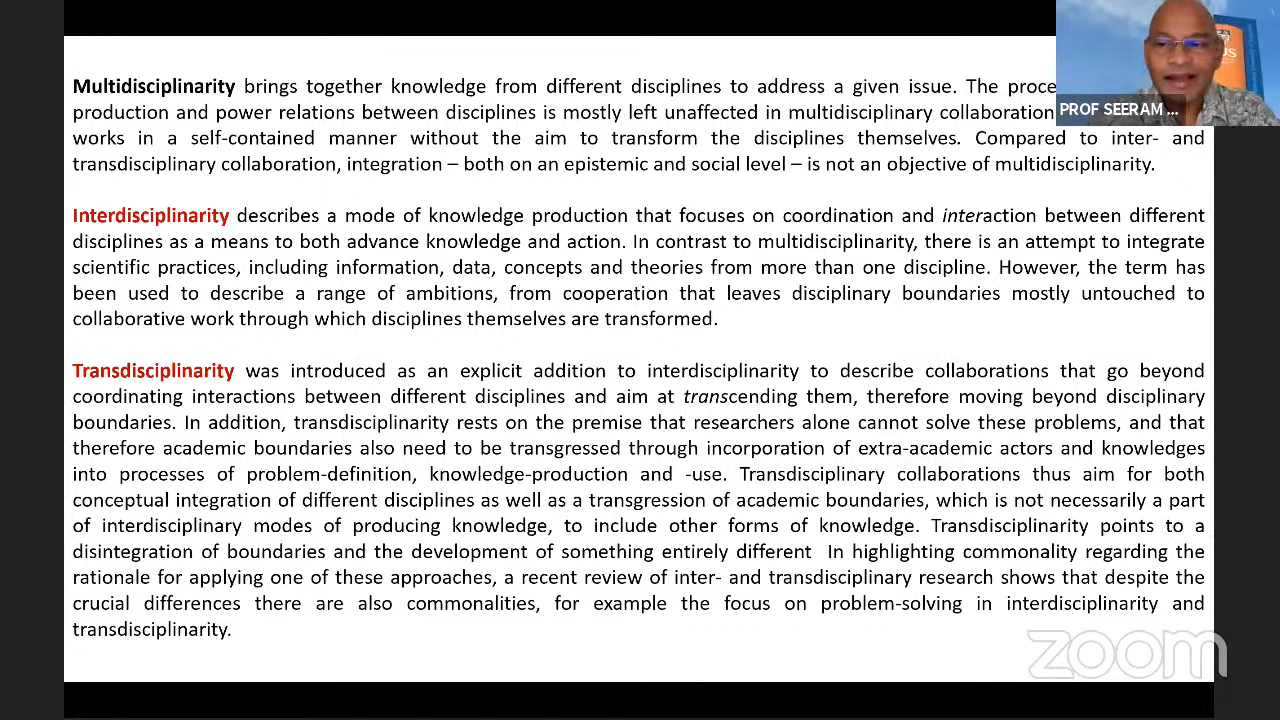 Multidisciplinarity brings together knowledge from different disciplines to address a given issue. The
production and power relations between disciplines is mostly left unaffected in multidisciplinary collaboration
works in a self-contained manner without the aim to transform the disciplines themselves. Compared to inter- and
transdisciplinary collaboration, integration – both on an epistemic and social level – is not an objective of multidisciplinarity.
Interdisciplinarity describes a mode of knowledge production that focuses on coordination and interaction between different
disciplines as a means to both advance knowledge and action. In contrast to multidisciplinarity, there is an attempt to integrate
scientific practices, including information, data, concepts and theories from more than one discipline. However, the term has
been used to describe a range of ambitions, from cooperation that leaves disciplinary boundaries mostly untouched to
collaborative work through which disciplines themselves are transformed.
Transdisciplinarity was introduced as an explicit addition to interdisciplinarity to describe collaborations that go beyond
coordinating interactions between different disciplines and aim at transcending them, therefore moving beyond disciplinary
boundaries. In addition, transdisciplinarity rests on the premise that researchers alone cannot solve these problems, and that
therefore academic boundaries also need to be transgressed through incorporation of extra-academic actors and knowledges
into processes of problem-definition, knowledge-production and -use. Transdisciplinary collaborations thus aim for both
conceptual integration of different disciplines as well as a transgression of academic boundaries, which is not necessarily a part
of interdisciplinary modes of producing knowledge, to include other forms of knowledge. Transdisciplinarity points to a
disintegration of boundaries and the development of something entirely different  In highlighting commonality regarding the
rationale for applying one of these approaches, a recent review of inter- and transdisciplinary research shows that despite the
crucial differences there are also commonalities, for example the focus on problem-solving in interdisciplinarity and
transdisciplinarity.
PROF SEERAM ...
zoom